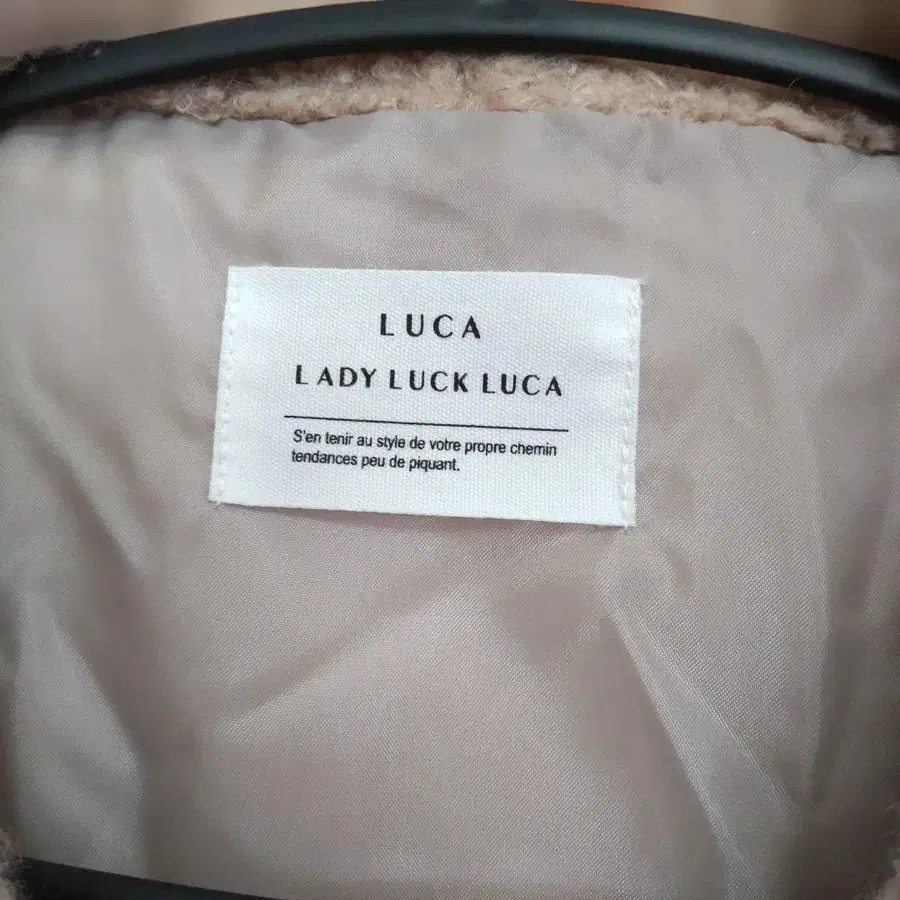 LUCA
LADY LUCK LUCA
S'en tenir au style de votre propre chemin
tendances peu de piquant.